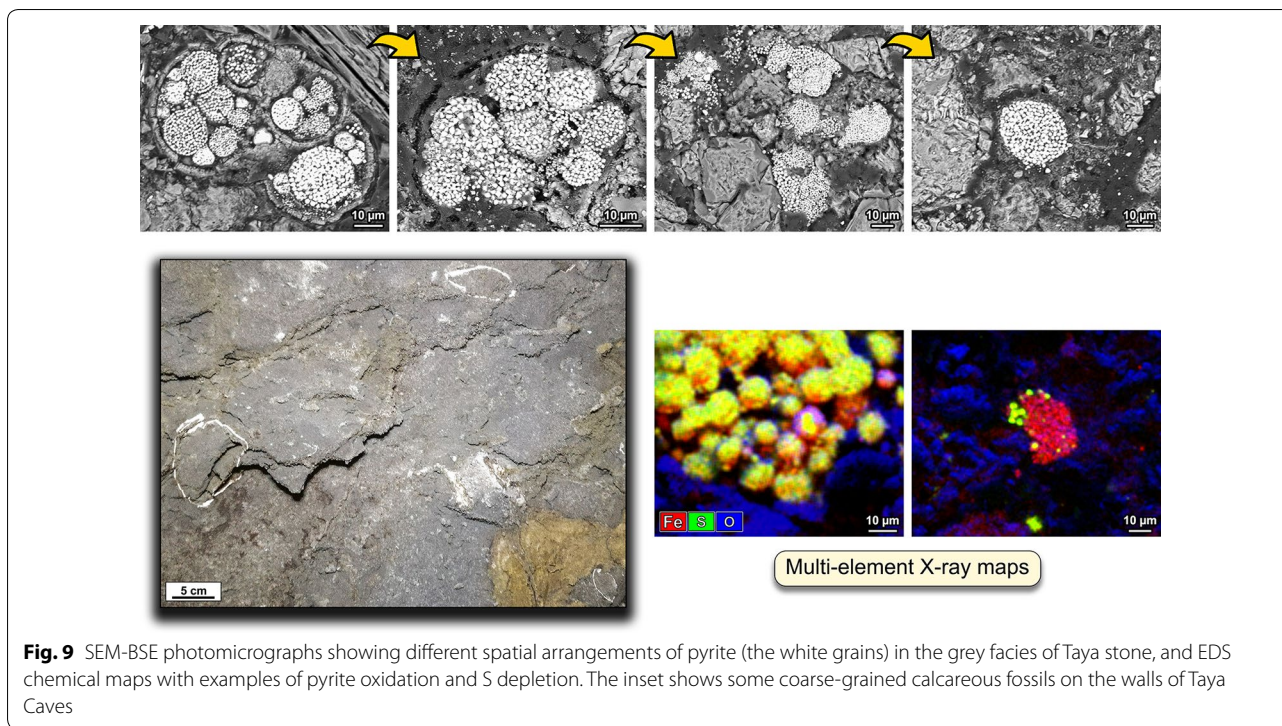 10 µm
10 µm
10 µm
10 µm
5 cm
Fe S O
10 µm
10 µm
Multi-element X-ray maps
Fig. 9 SEM-BSE photomicrographs showing different spatial arrangements of pyrite (the white grains) in the grey facies of Taya stone, and EDS
chemical maps with examples of pyrite oxidation and S depletion. The inset shows some coarse-grained calcareous fossils on the walls of Taya
Caves